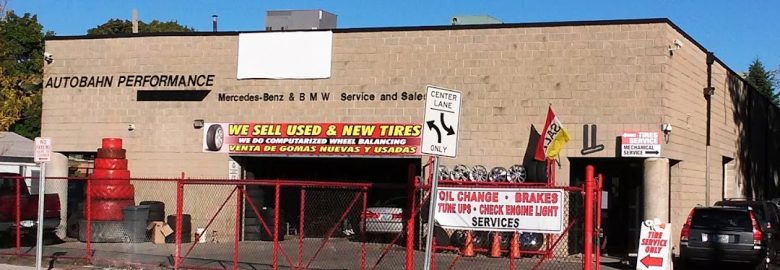 AUTOBAHN PERFORMANCE
Mercedes-Benz & BMW Service and Sales
CENTER
LANE
ONLY
WE SELL USED & NEW TIRES
WE DO COMPUTARIZED WHEEL BALANCING
VENTA DE GOMAS NUEVAS Y USADAS
TIRES
SERVICE
MECHANICAL
SERVICE
OIL CHANGE • BRAKES
TUNE UPS • CHECK ENGINE LIGHT
SERVICES
TIRE
SERVICE
ONLY